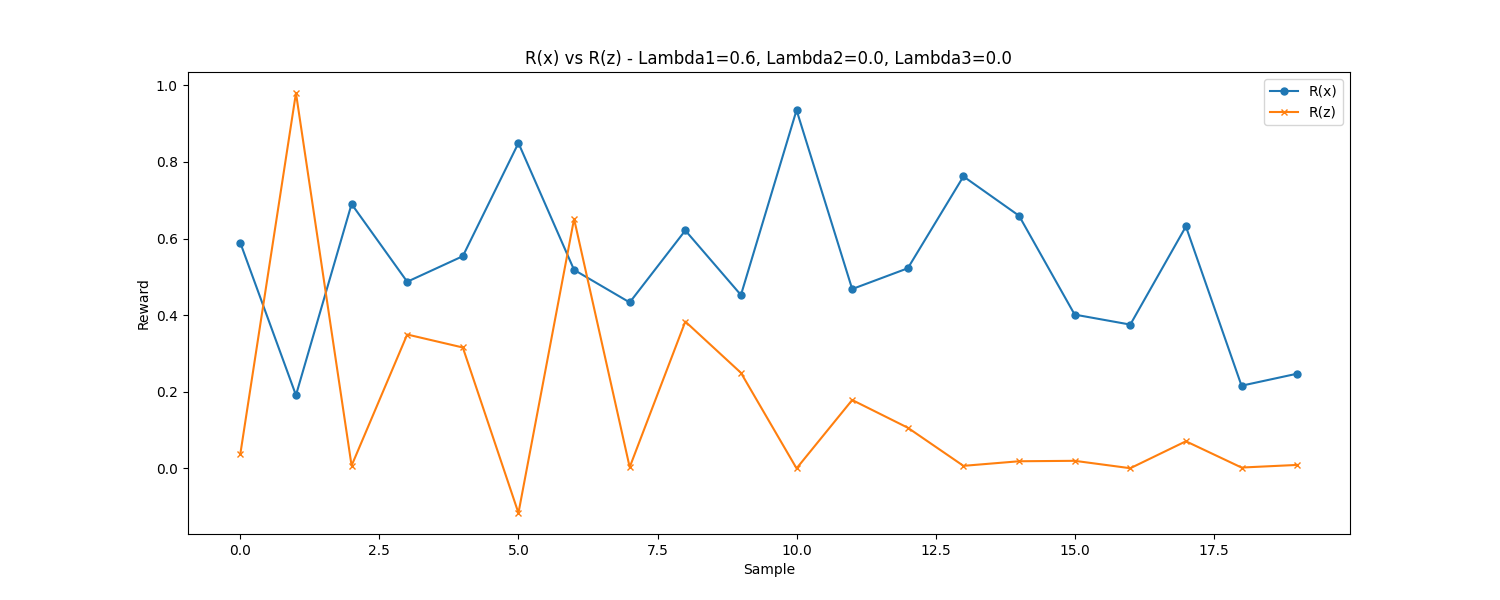 R(x) vs R(z) - Lambda1=0.6, Lambda2=0.0, Lambda3=0.0
R(x)
R(z)
1.0
0.8
0.6
0.4
0.2
0.0
Reward
0.0 2.5 5.0 7.5 10.0 12.5 15.0 17.5
Sample